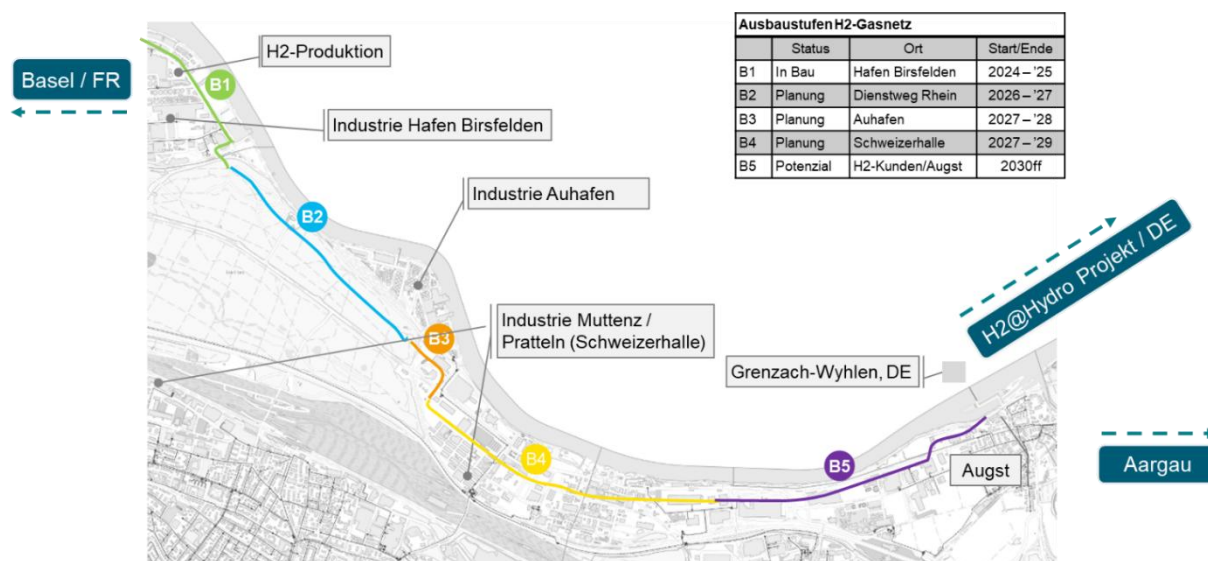 Basel / FR
H2-Produktion
B1
Industrie Hafen Birsfelden
B2
Industrie Auhafen
B3
Industrie Muttenz /
Pratteln (Schweizerhalle)
B4
B5
Grenzach-Wyhlen, DE
Augst
H2@Hydro Projekt / DE
Aargau
Ausbaustufen H2-Gasnetz
Status Ort Start/Ende
B1 In Bau Hafen Birsfelden 2024 – '25
B2 Planung Dienstweg Rhein 2026 – '27
B3 Planung Auhafen 2027 – '28
B4 Planung Schweizerhalle 2027 – '29
B5 Potenzial H2-Kunden/Augst 2030ff